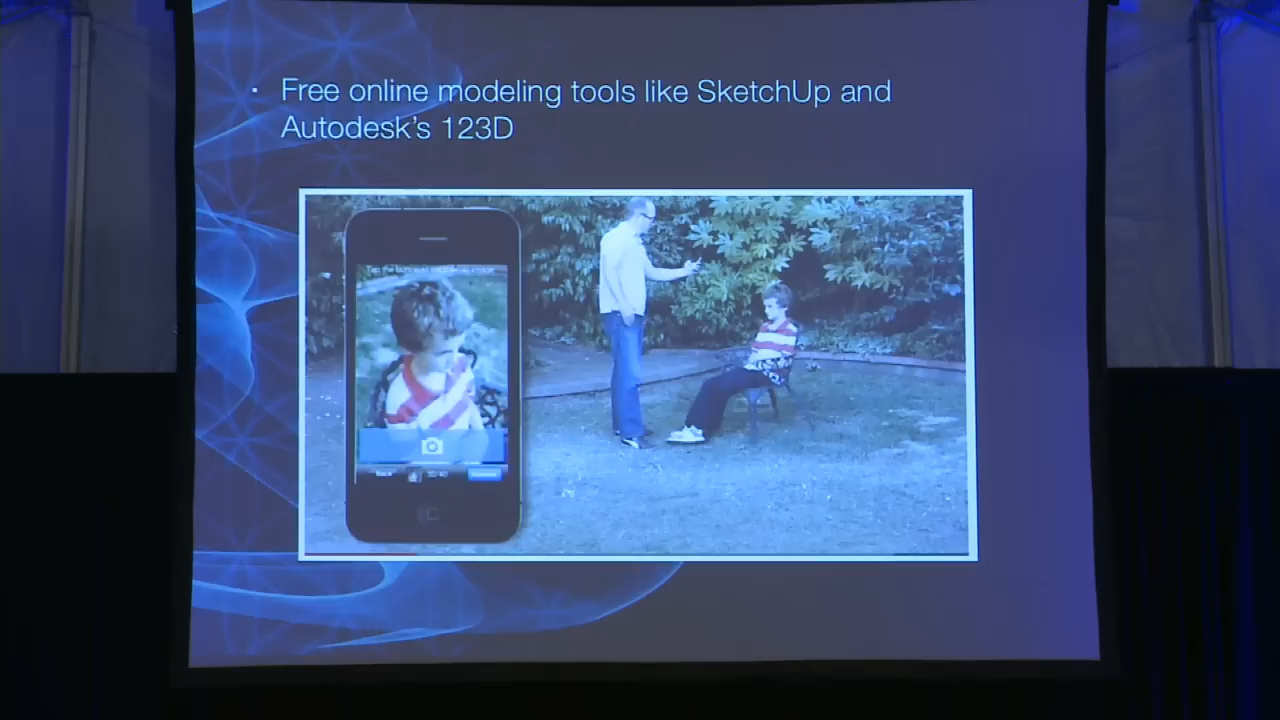 · Free online modeling tools like SketchUp and
Autodesk's 123D